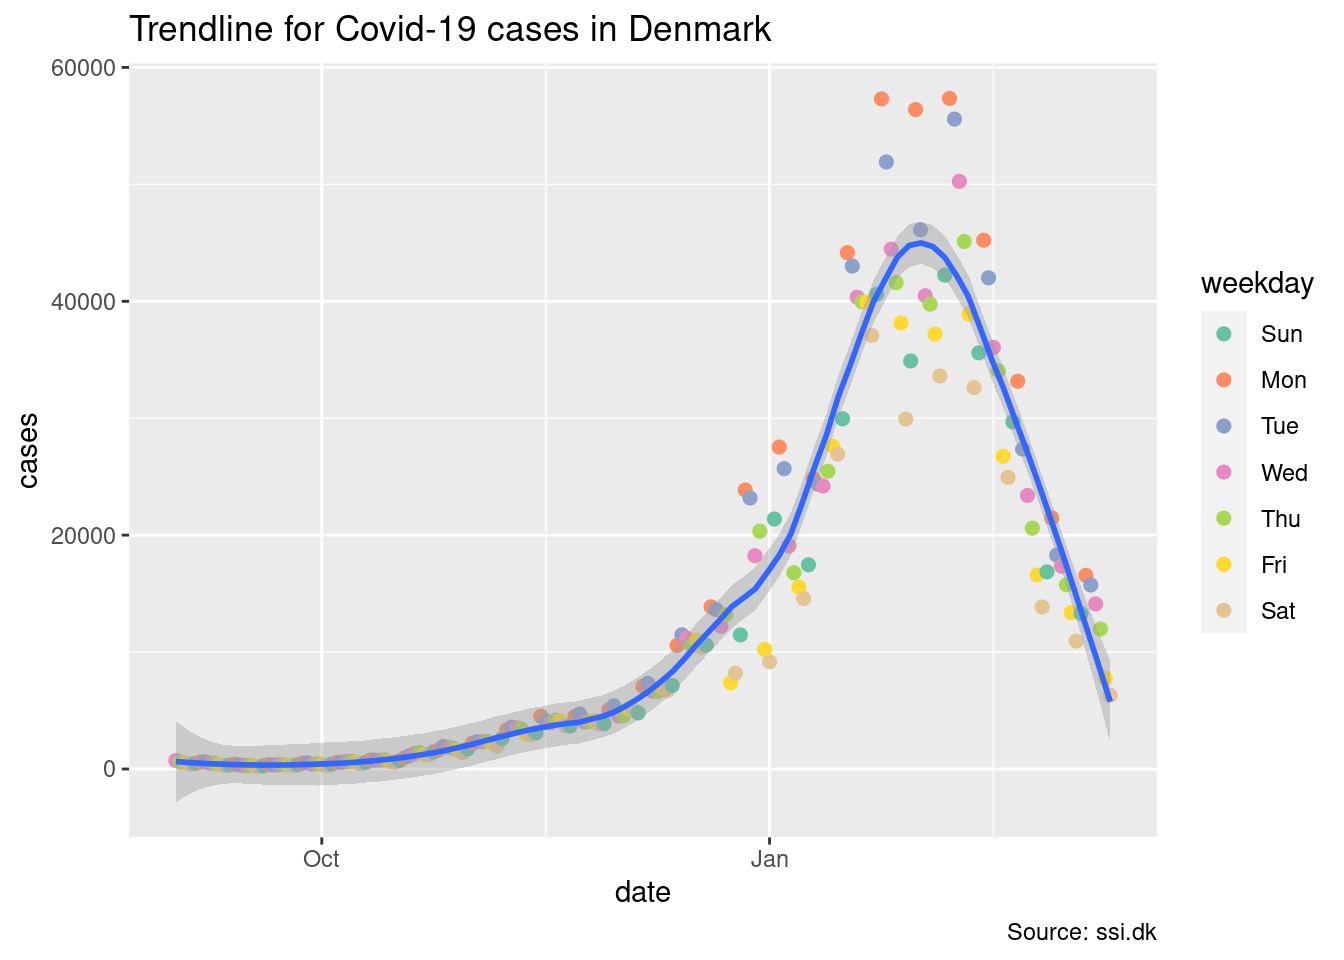 Trendline for Covid-19 cases in Denmark
60000
40000
20000
0
cases
Oct
Jan
date
weekday
Sun
Mon
Tue
Wed
Thu
Fri
Sat
Source: ssi.dk